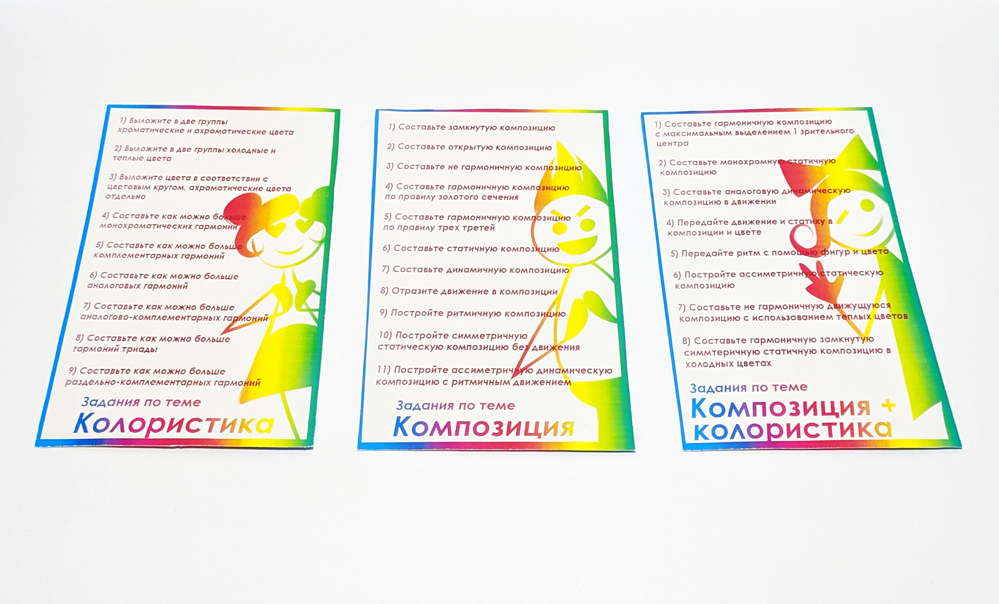 1) Выложите в две группы
хроматические и ахроматические цвета
2) Выложите в две группы холодные и
теплые цвета
3) Выложите цвета в соответствии с
цветовым кругом, ахроматические цвета
отдельно
4) Составьте как можно больше
монохроматических гармоний
5) Составьте как можно больше
комплементарных гармоний
6) Составьте как можно больше
аналоговых гармоний
7) Составьте как можно больше
аналогово-комплементарных гармоний
8) Составьте как можно больше
гармоний триады
9) Составьте как можно больше
раздельно-комплементарных гармоний
Задания по теме
Колористика
1) Составьте замкнутую композицию
2) Составьте открытую композицию
3) Составьте не гармоничную композицию
4) Составьте гармоничную композицию
по правилу золотого сечения
5) Составьте гармоничную композицию
по правилу трех третей
6) Составьте статичную композицию
7) Составьте динамичную композицию
8) Отразите движение в композиции
9) Постройте ритмичную композицию
10) Постройте симметричную
статическую композицию без движения
11) Постройте ассиметричную динамическую
композицию с ритмичным движением
Задания по теме
Композиция
1) Составьте гармоничную композицию
с максимальным выделением 1 зрительного
центра
2) Составьте монохромную статичную
композицию
3) Составьте аналоговую динамическую
композицию в движении
4) Передайте движение и статику в
композиции и цвете
5) Передайте ритм с помощью фигур и цвета
6) Постройте ассиметричную статическую
композицию
7) Составьте не гармоничную движущуюся
композицию с использованием теплых цветов
8) Составьте гармоничную замкнутую
симмтеричную статичную композицию в
холодных цветах
Задания по теме
Композиция +
колористика